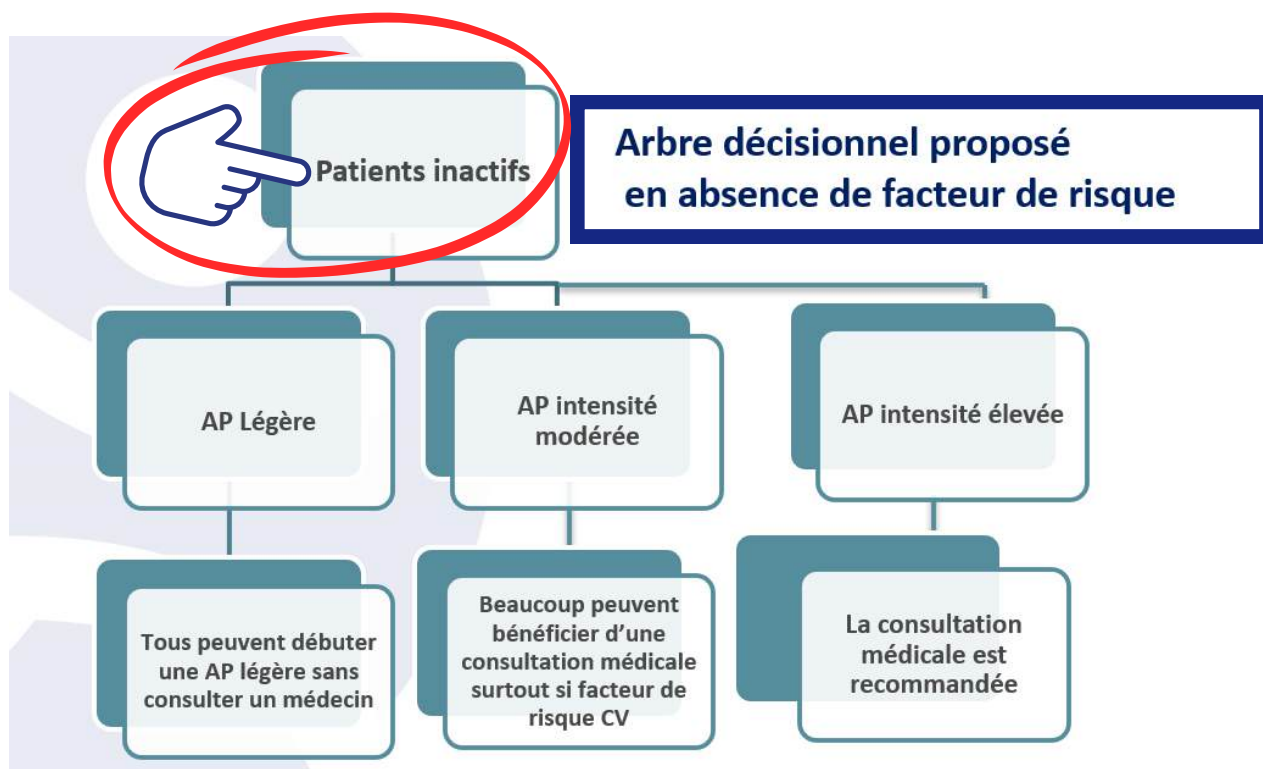 Patients inactifs
Arbre décisionnel proposé
en absence de facteur de risque
AP Légère
AP intensité
modérée
AP intensité élevée
Tous peuvent débuter
une AP légère sans
consulter un médecin
Beaucoup peuvent
bénéficier d’une
consultation médicale
surtout si facteur de
risque CV
La consultation
médicale est
recommandée